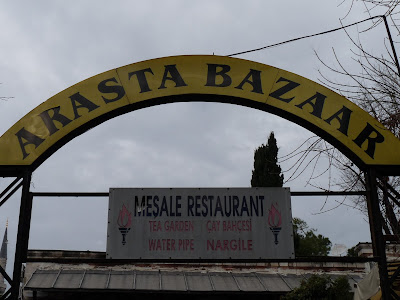 ARASTA BAZAAR
MESALE RESTAURANT
TEA GARDEN ÇAY BAHÇESİ
WATER PIPE NARGİLE